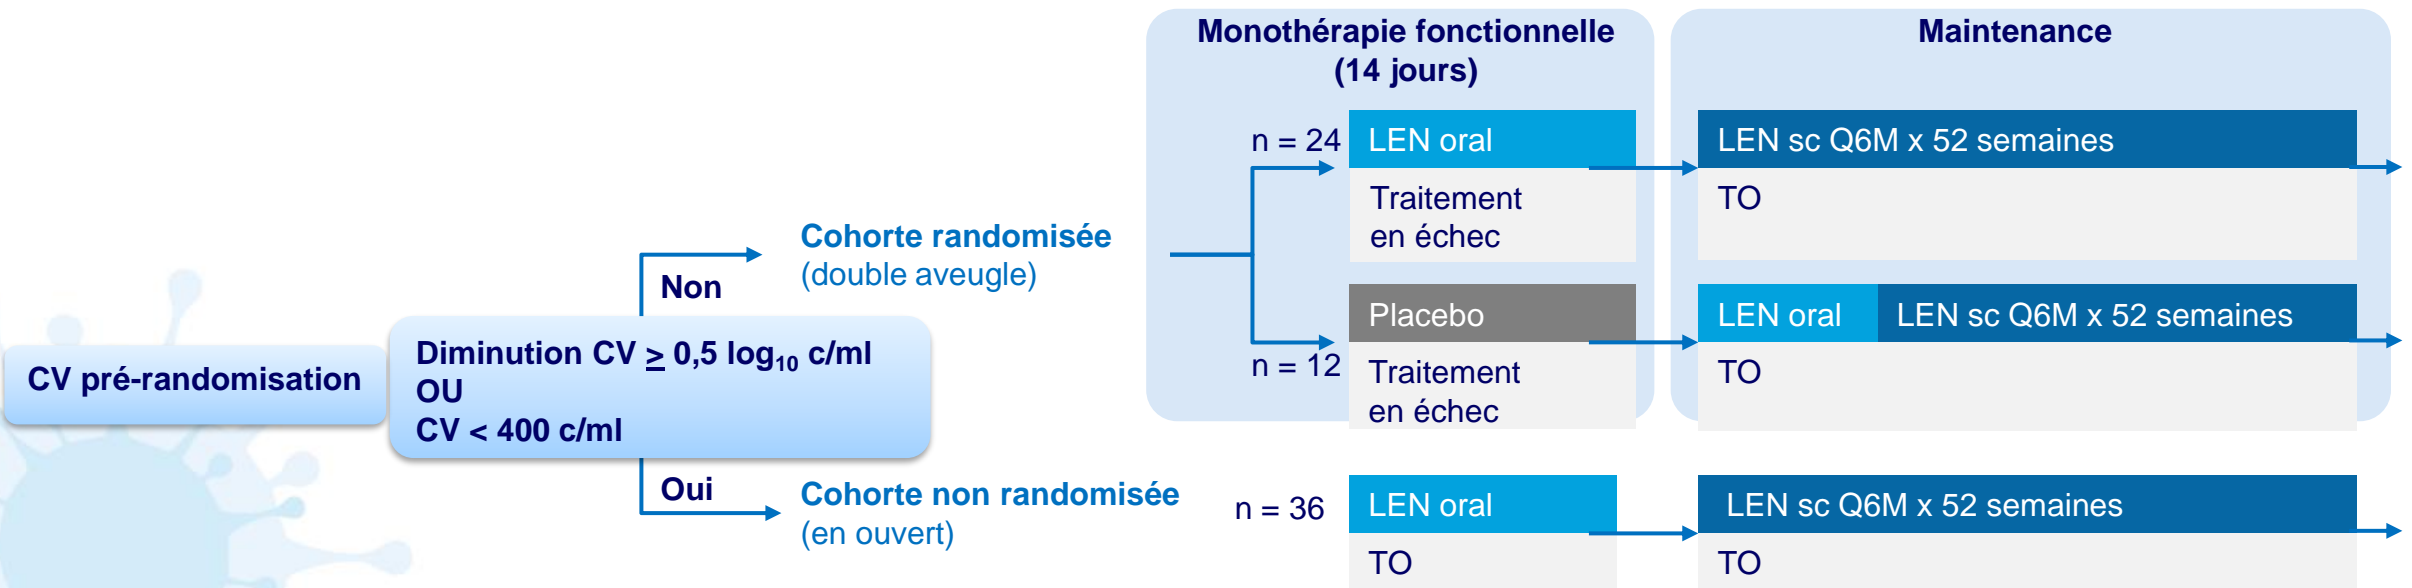 Monothérapie fonctionnelle
(14 jours)
Maintenance
n = 24
LEN oral
Traitement
en échec
LEN sc Q6M x 52 semaines
TO
Cohorte randomisée
(double aveugle)
Non
n = 12
Placebo
Traitement
en échec
LEN oral
LEN sc Q6M x 52 semaines
TO
CV pré-randomisation
Diminution CV ≥ 0,5 log₁₀ c/ml
OU
CV < 400 c/ml
Oui
Cohorte non randomisée
(en ouvert)
n = 36
LEN oral
TO
LEN sc Q6M x 52 semaines
TO